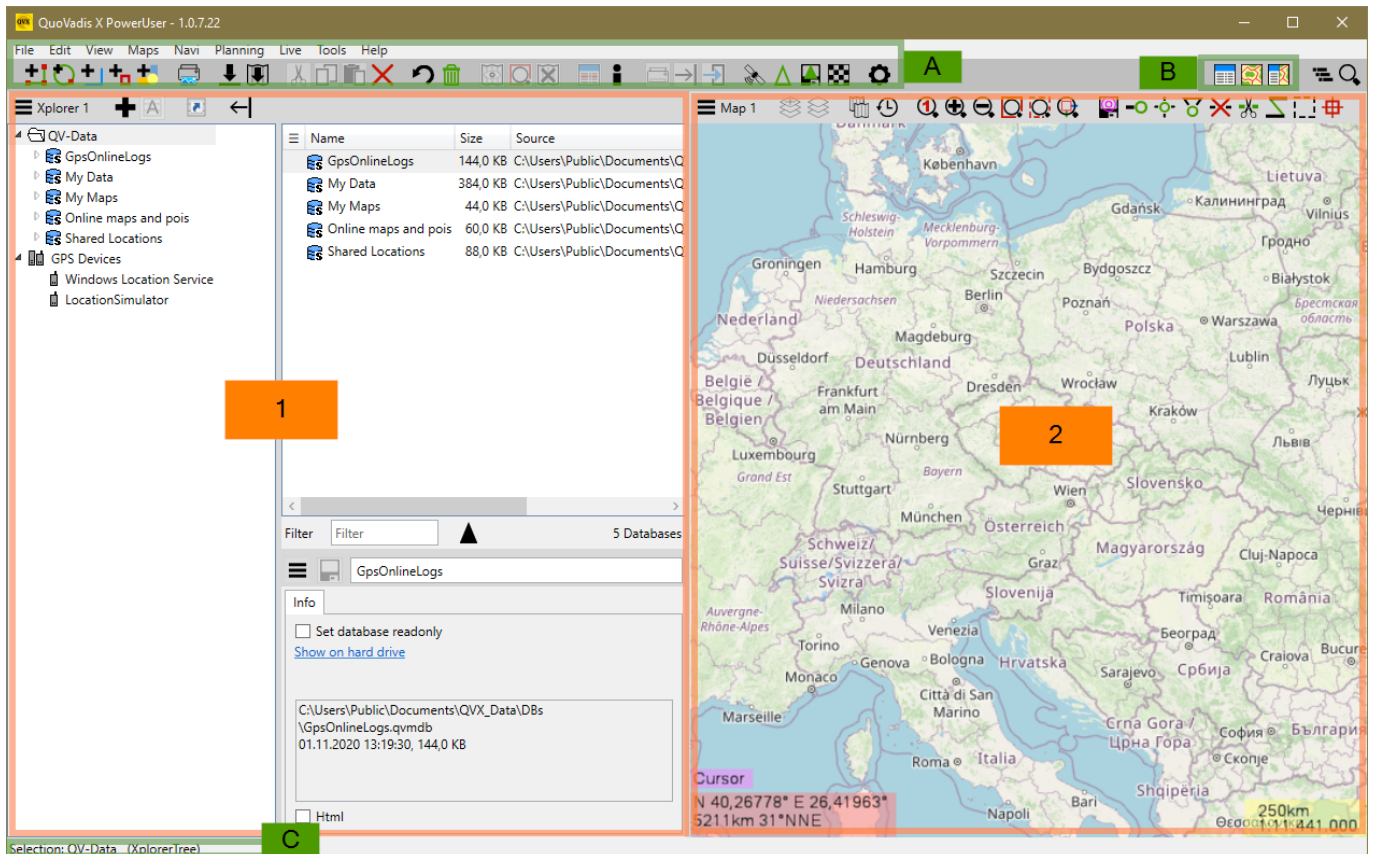 QVX QuoVadis X PowerUser - 1.0.7.22
File Edit View Maps Navi Planning Live Tools Help
A
B
Xplorer 1 A
QV-Data
GpsOnlineLogs
My Data
My Maps
Online maps and pois
Shared Locations
GPS Devices
Windows Location Service
LocationSimulator
1
Name Size Source
GpsOnlineLogs 144,0 KB C:\Users\Public\Documents\Q
My Data 384,0 KB C:\Users\Public\Documents\Q
My Maps 44,0 KB C:\Users\Public\Documents\Q
Online maps and pois 60,0 KB C:\Users\Public\Documents\Q
Shared Locations 88,0 KB C:\Users\Public\Documents\Q
Filter Filter 5 Databases
GpsOnlineLogs
Info
Set database readonly
Show on hard drive
C:\Users\Public\Documents\QVX_Data\DBs
\GpsOnlineLogs.qvmdb
01.11.2020 13:19:30, 144,0 KB
Html
Map 1
Danmark
København
Lietuva
Gdańsk Калининград
Vilnius
Schleswig-
Holstein
Mecklenburg-
Vorpommern
Гродно
Groningen Hamburg Szczecin Bydgoszcz
Białystok
Niedersachsen Berlin Poznań
Брестская
область
Nederland Polska Warszawa
Magdeburg
Düsseldorf Deutschland Lublin
België /
Belgique /
Belgien
Frankfurt
am Main
Dresden Wrocław Луцьк
Kraków
2
Nürnberg Львів
Luxembourg
Grand Est Bayern Slovensko
Stuttgart Wien
München Österreich
Schweiz/
Suisse/Svizzera/
Svizra
Magyarország Cluj-Napoca
Graz
Slovenija
Timișoara România
Auvergne-
Rhône-Alpes
Milano Venezia
Београд
Torino
Genova Bologna Hrvatska
Craiova
Sarajevo Србија
Monaco
Città di San
Marino
Marseille
Crna Gora /
Црна Гора
София България
Скопје
Roma Italia
Shqipëria
Bari
Napoli
Cursor
N 40,26778° E 26,41963°
5211km 31°NNE
250km
C
Selection: QV-Data (XplorerTree)